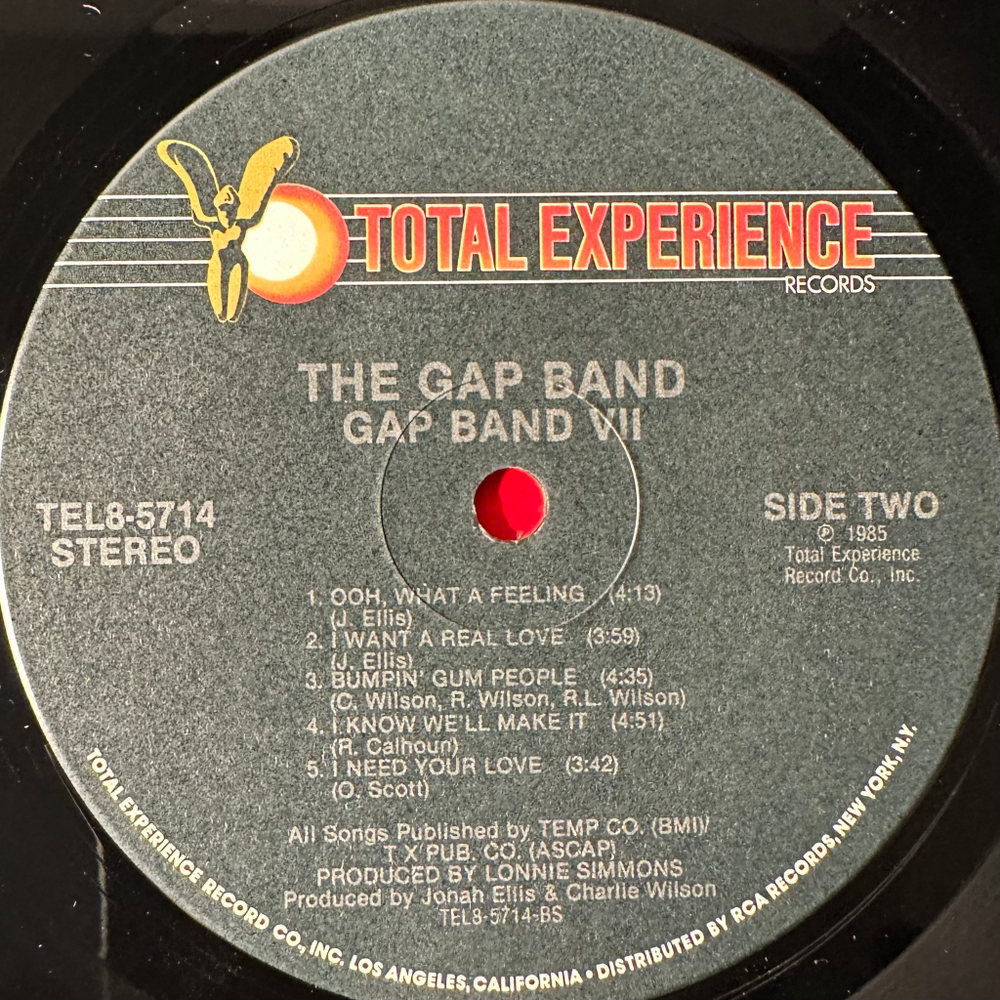 TOTAL EXPERIENCE
RECORDS
THE GAP BAND
GAP BAND VII
TEL8-5714
STEREO
SIDE TWO
℗ 1985
Total Experience
Record Co., Inc.
1. OOH, WHAT A FEELING (4:13)
(J. Ellis)
2. I WANT A REAL LOVE (3:59)
(J. Ellis)
3. BUMPIN' GUM PEOPLE (4:35)
(C. Wilson, R. Wilson, R.L. Wilson)
4. I KNOW WE'LL MAKE IT (4:51)
(R. Calhoun)
5. I NEED YOUR LOVE (3:42)
(O. Scott)
All Songs Published by TEMP CO. (BMI)/
T X PUB. CO. (ASCAP)
PRODUCED BY LONNIE SIMMONS
Produced by Jonah Ellis & Charlie Wilson
TEL8-5714-BS
TOTAL EXPERIENCE RECORD CO., INC. LOS ANGELES, CALIFORNIA • DISTRIBUTED BY RCA RECORDS, NEW YORK, N.Y.